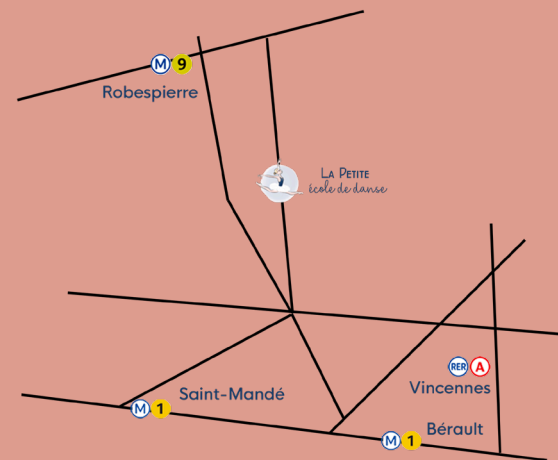 M 9
Robespierre
LA PETITE
école de danse
RER A
Vincennes
Saint-Mandé
M 1
Bérault
M 1